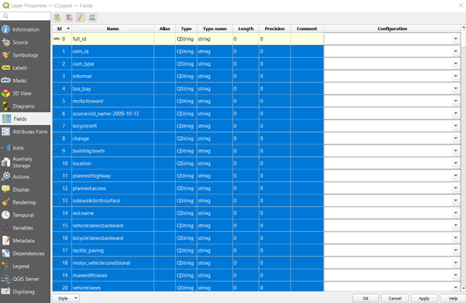 Layer Properties — Clipped — Fields
Information
Source
Symbology
Labels
Masks
3D View
Diagrams
Fields
Attributes Form
Joins
Auxiliary
Storage
Actions
Display
Rendering
Temporal
Variables
Metadata
Dependencies
Legend
QGIS Server
Digitizing
Id Name Alias Type Type name Length Precision Comment Configuration
abc 0 full_id QString string 0 0
1 osm_id QString string 0 0
2 osm_type QString string 0 0
3 informal QString string 0 0
4 bus_bay QString string 0 0
5 mofa:forward QString string 0 0
6 source:old_name:-2009-10-13 QString string 0 0
7 bicycle:left QString string 0 0
8 change QString string 0 0
9 building:levels QString string 0 0
10 location QString string 0 0
11 planned:highway QString string 0 0
12 planned:access QString string 0 0
13 sidewalk:both:surface QString string 0 0
14 not:name QString string 0 0
15 vehicle:lanes:backward QString string 0 0
16 bicycle:lanes:backward QString string 0 0
17 tactile_paving QString string 0 0
18 motor_vehicle:conditional QString string 0 0
19 maxwidth:lanes QString string 0 0
20 vehicle:lanes QString string 0 0
Style OK Cancel Apply Help